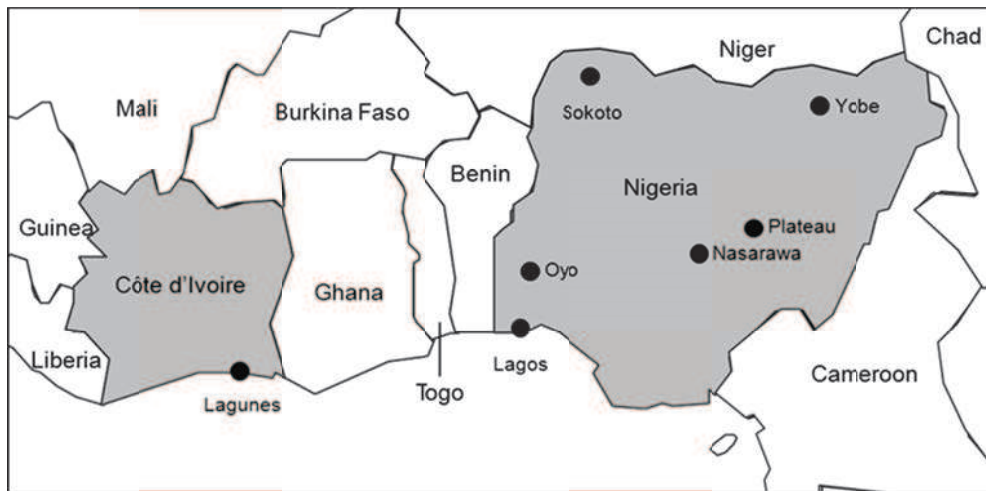 Niger
Chad
Mali
Burkina Faso
Sokoto
Yobe
Benin
Nigeria
Guinea
Plateau
Nasarawa
Oyo
Côte d'Ivoire
Ghana
Liberia
Lagos
Togo
Cameroon
Lagunes